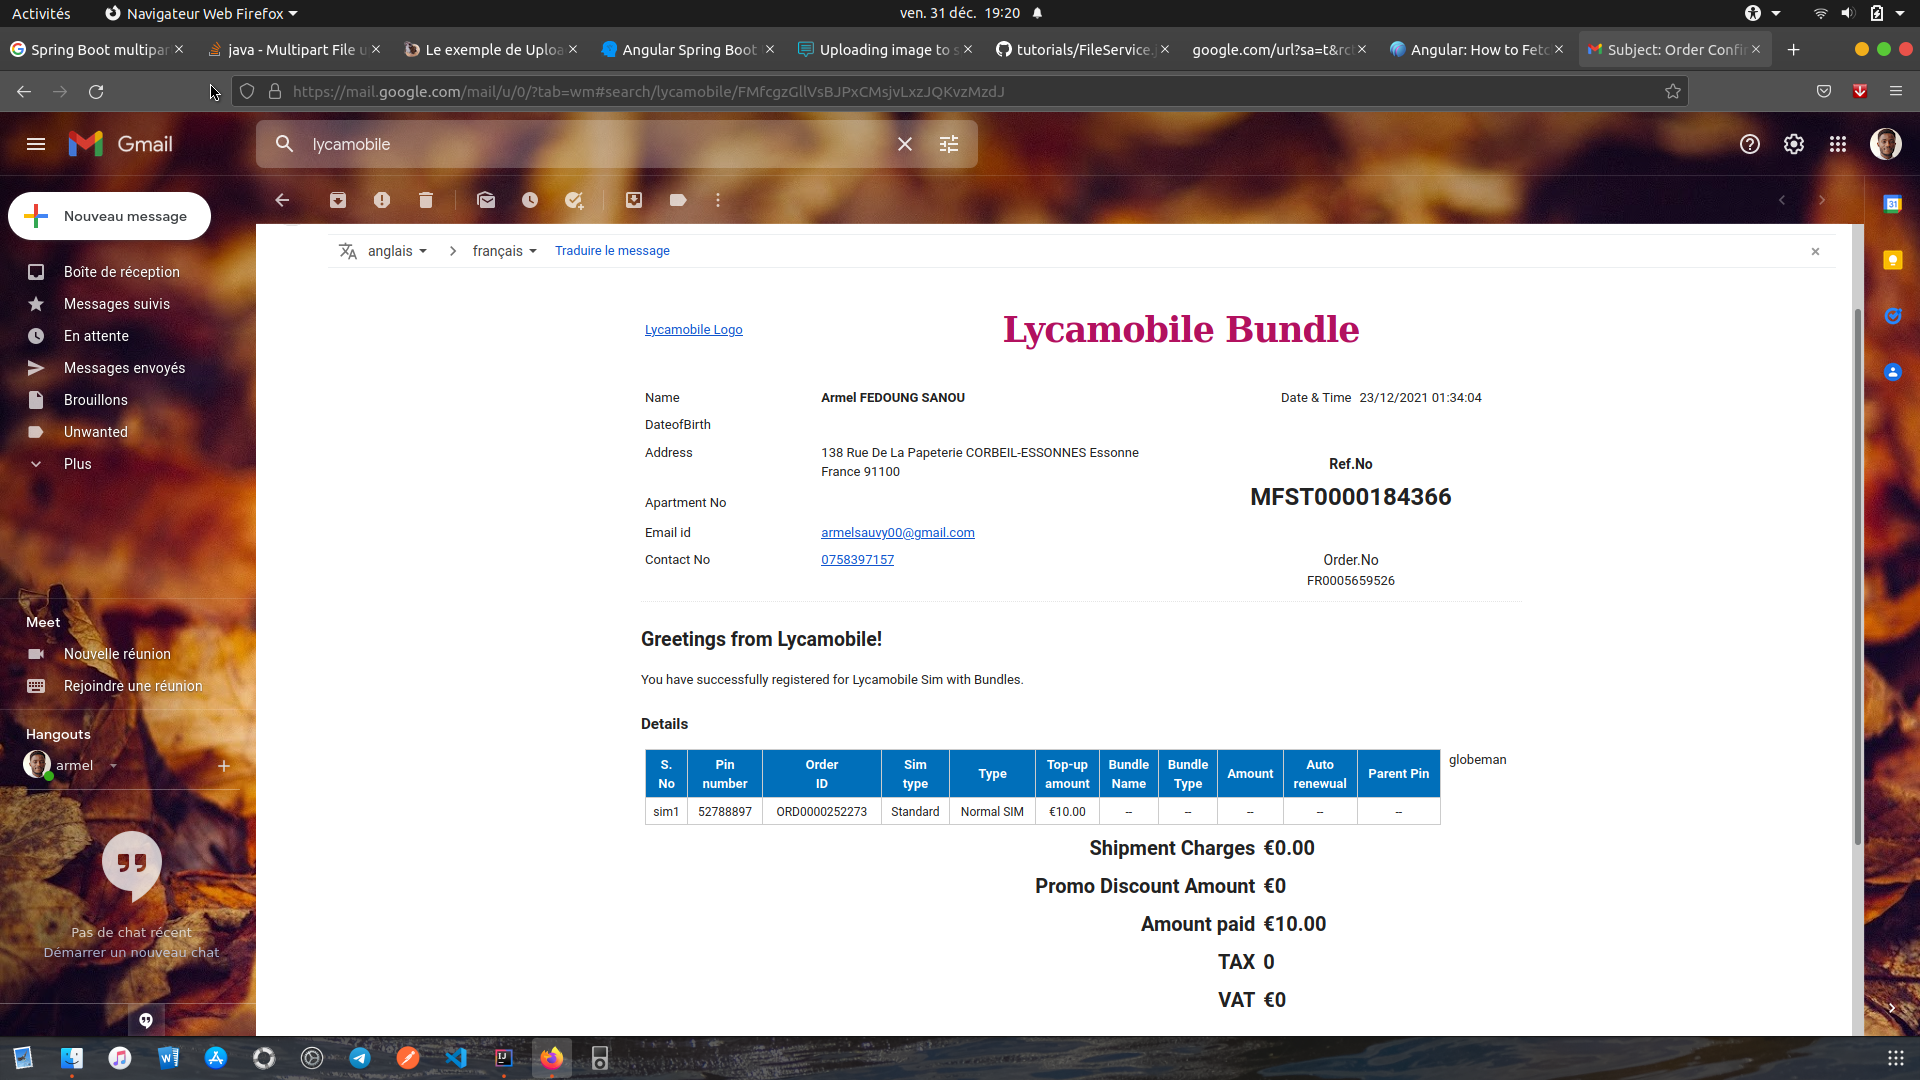 Activités
Navigateur Web Firefox
ven. 31 déc. 19:20
Spring Boot multipar
java - Multipart File u
Le exemple de Uploa
Angular Spring Boot
Uploading image to s
tutorials/FileService.j
google.com/url?sa=t&rct
Angular: How to Fetc
Subject: Order Confir
https://mail.google.com/mail/u/0/?tab=wm#search/lycamobile/FMfcgzGllVsBJPxCMsjvLxzJQKvzMzdJ
Gmail
lycamobile
Nouveau message
Boîte de réception
Messages suivis
En attente
Messages envoyés
Brouillons
Unwanted
Plus
Meet
Nouvelle réunion
Rejoindre une réunion
Hangouts
armel
Pas de chat récent
Démarrer un nouveau chat
anglais
français
Traduire le message
Lycamobile Logo
Lycamobile Bundle
Name Armel FEDOUNG SANOU Date & Time 23/12/2021 01:34:04
DateofBirth
Address 138 Rue De La Papeterie CORBEIL-ESSONNES Essonne
France 91100
Ref.No
MFST0000184366
Apartment No
Email id armelsauvy00@gmail.com
Contact No 0758397157
Order.No
FR0005659526
Greetings from Lycamobile!
You have successfully registered for Lycamobile Sim with Bundles.
Details
S. No Pin number Order ID Sim type Type Top-up amount Bundle Name Bundle Type Amount Auto renewual Parent Pin globeman
sim1 52788897 ORD0000252273 Standard Normal SIM €10.00 -- -- -- -- --
Shipment Charges €0.00
Promo Discount Amount €0
Amount paid €10.00
TAX 0
VAT €0
31